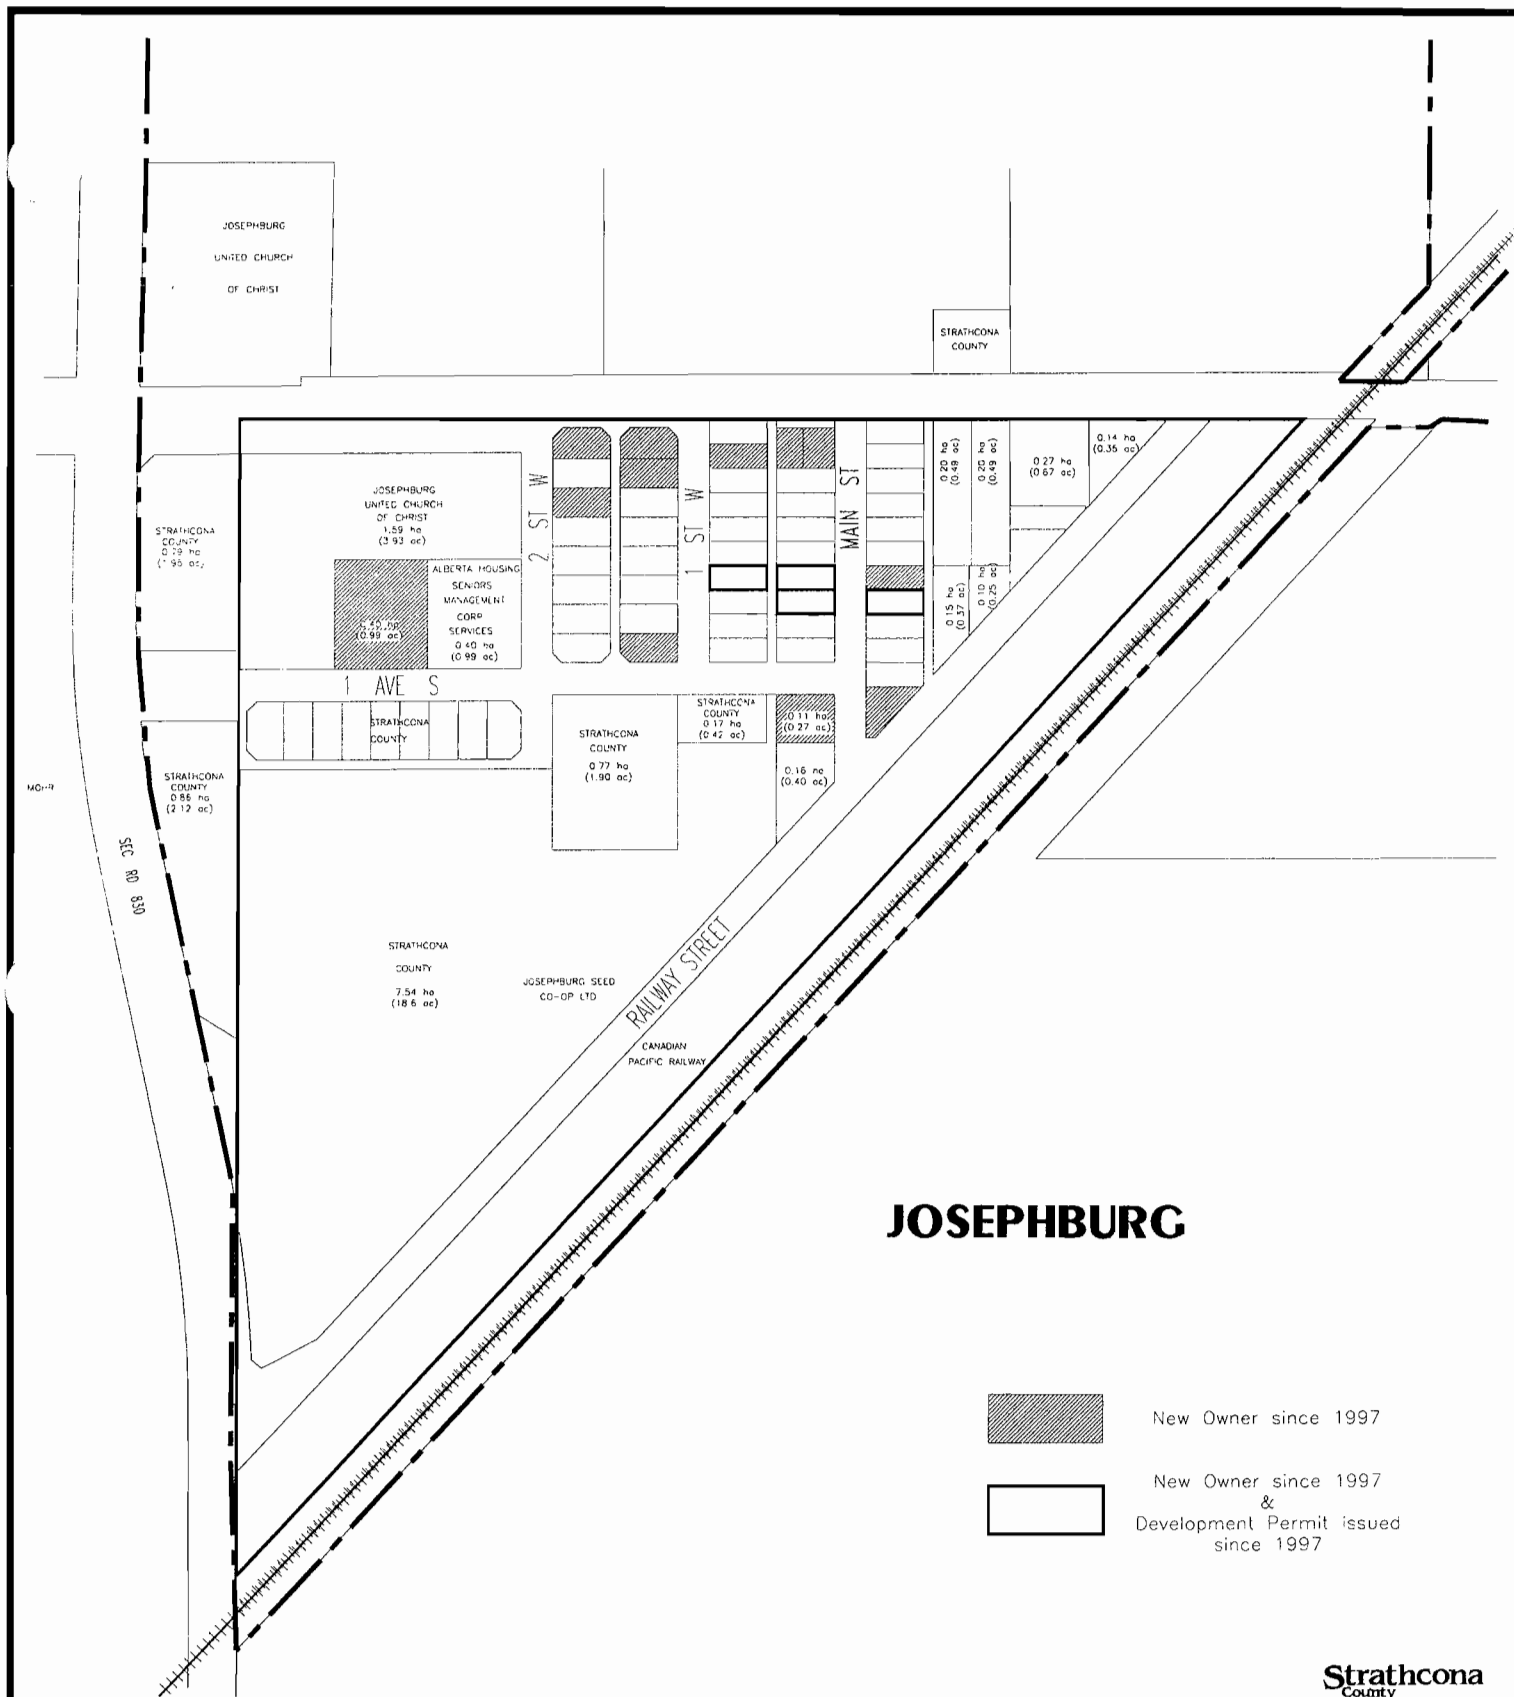 JOSEPHBURG
UNITED CHURCH
OF CHRIST
STRATHCONA
COUNTY
JOSEPHBURG
UNITED CHURCH
OF CHRIST
1.59 ha
(3.93 ac)
STRATHCONA
COUNTY
ALBERTA HOUSING
SENIORS
MANAGEMENT
CORP
SERVICES
0.40 ha
(0.99 ac)
(0.99 ac)
2 ST W
1 ST W
MAIN ST
0.20 ha
(0.49 ac)
0.20 ha
(0.49 ac)
0.27 ha
(0.67 ac)
0.14 ha
(0.35 ac)
0.15 ha
(0.37 ac)
0.10 ha
(0.25 ac)
1 AVE S
STRATHCONA
COUNTY
STRATHCONA
COUNTY
0.77 ha
(1.90 ac)
STRATHCONA
COUNTY
0.17 ha
(0.42 ac)
0.11 ha
(0.27 ac)
0.16 ha
(0.40 ac)
STRATHCONA
COUNTY
0.86 ha
(2.12 ac)
SEC RD 830
STRATHCONA
COUNTY
7.54 ha
(18.6 ac)
JOSEPHBURG SEED
CO-OP LTD
RAILWAY STREET
CANADIAN
PACIFIC RAILWAY
JOSEPHBURG
New Owner since 1997
New Owner since 1997
&
Development Permit issued
since 1997
Strathcona
County